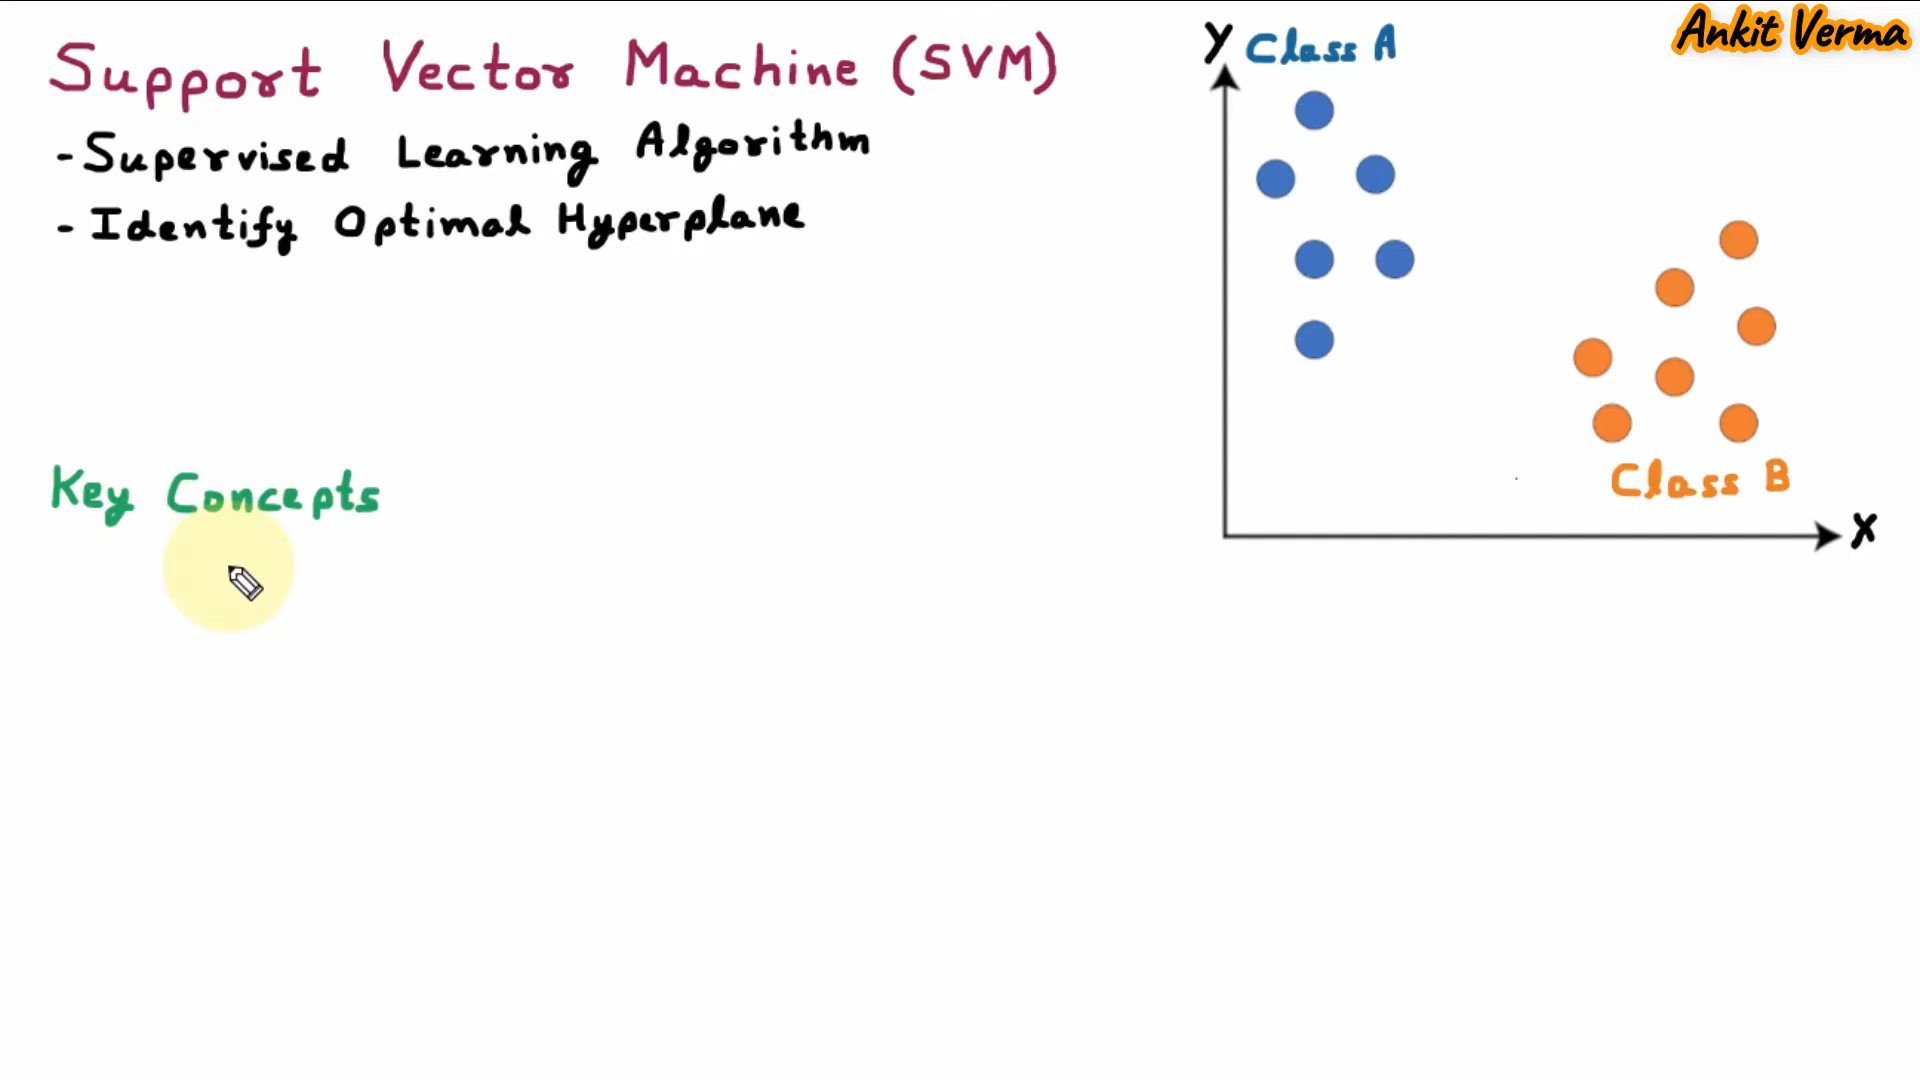 Support Vector Machine (SVM)
- Supervised Learning Algorithm
- Identify Optimal Hyperplane
Key Concepts
Y Class A
Class B
X
Ankit Verma